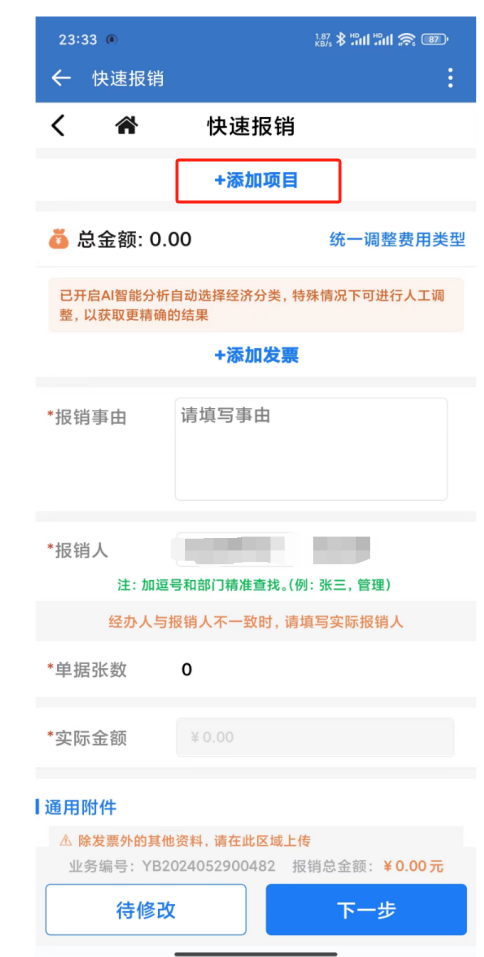 23:33
1.87 KB/s HD HD 87
快速报销
快速报销
+添加项目
总金额: 0.00 统一调整费用类型
已开启AI智能分析自动选择经济分类, 特殊情况下可进行人工调
整, 以获取更精确的结果
+添加发票
*报销事由 请填写事由
*报销人
注: 加逗号和部门精准查找。(例: 张三, 管理)
经办人与报销人不一致时, 请填写实际报销人
*单据张数 0
*实际金额 ¥0.00
通用附件
除发票外的其他资料, 请在此区域上传
业务编号: YB2024052900482 报销总金额: ¥0.00元
待修改 下一步